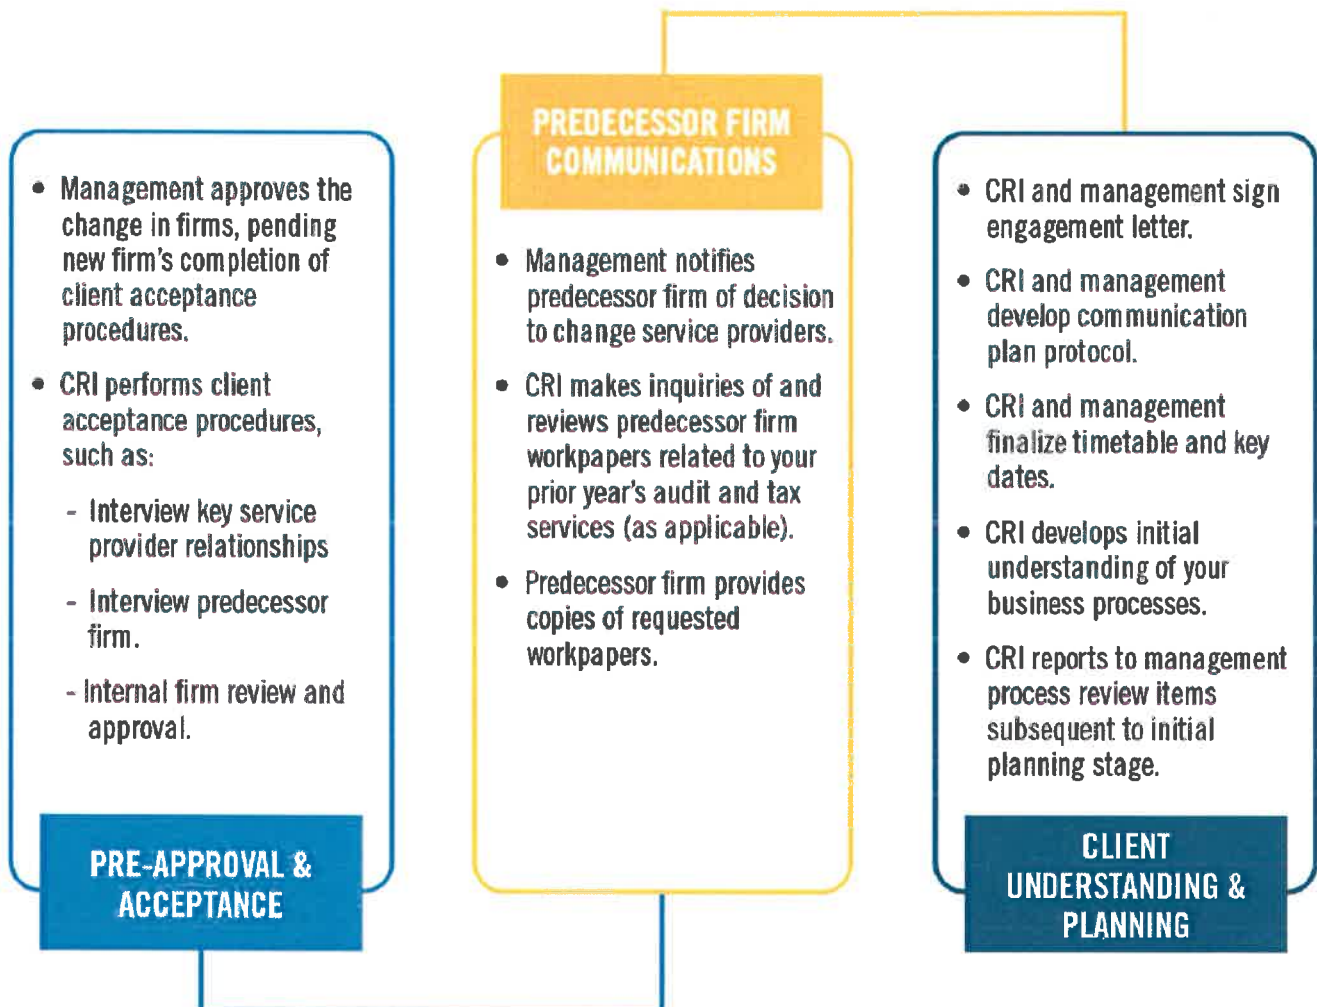 • Management approves the
change in firms, pending
new firm's completion of
client acceptance
procedures.
• CRI performs client
acceptance procedures,
such as:
- Interview key service
provider relationships
- Interview predecessor
firm.
- Internal firm review and
approval.
PRE-APPROVAL &
ACCEPTANCE
PREDECESSOR FIRM
COMMUNICATIONS
• Management notifies
predecessor firm of decision
to change service providers.
• CRI makes inquiries of and
reviews predecessor firm
workpapers related to your
prior year's audit and tax
services (as applicable).
• Predecessor firm provides
copies of requested
workpapers.
• CRI and management sign
engagement letter.
• CRI and management
develop communication
plan protocol.
• CRI and management
finalize timetable and key
dates.
• CRI develops initial
understanding of your
business processes.
• CRI reports to management
process review items
subsequent to initial
planning stage.
CLIENT
UNDERSTANDING &
PLANNING